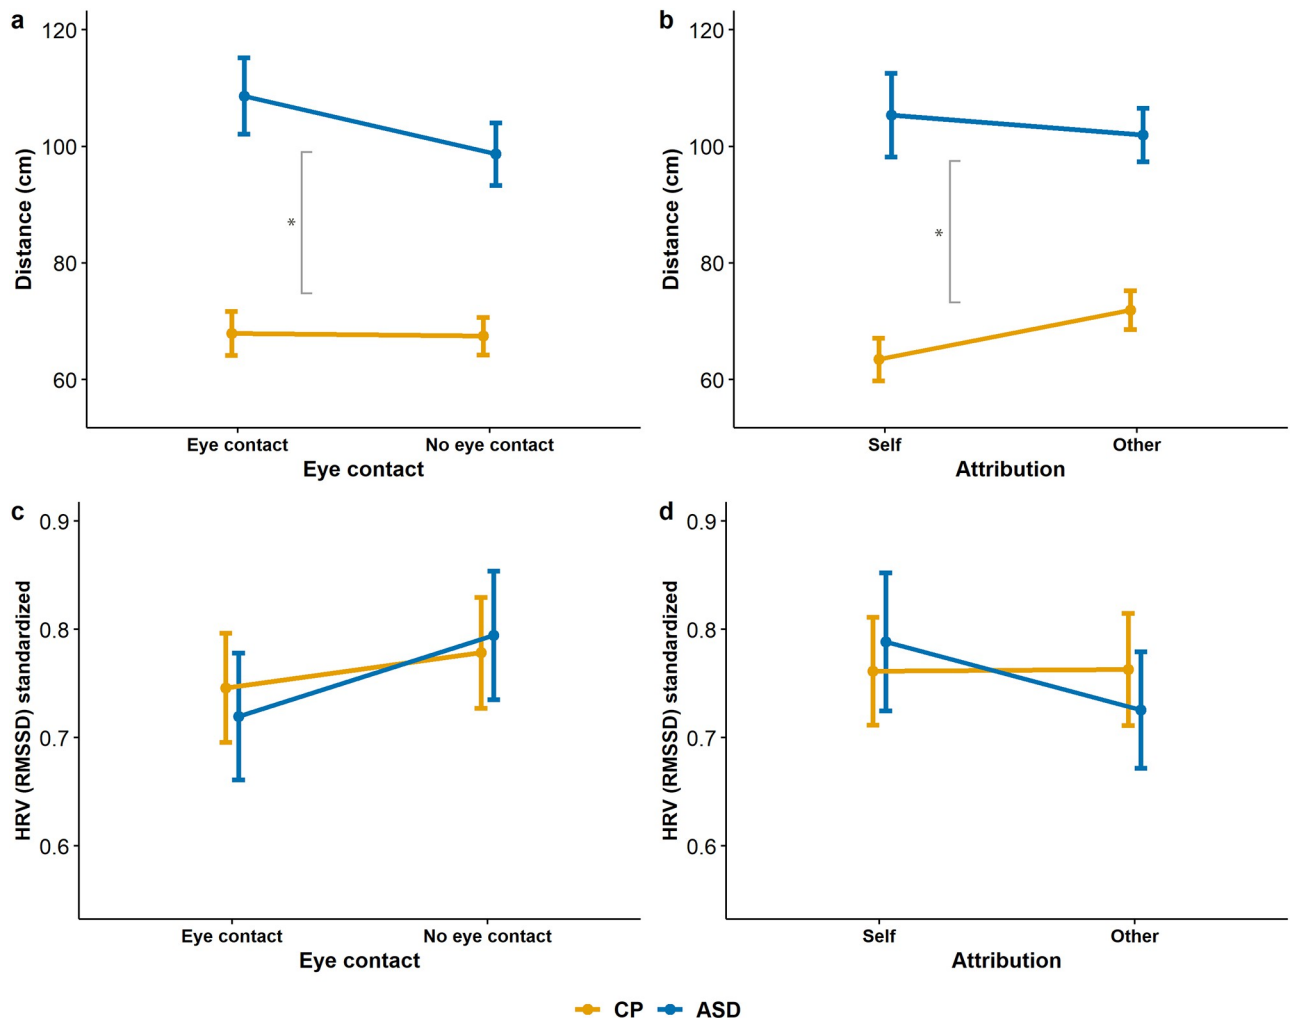 a
120
100
80
60
Distance (cm)
*
Eye contact No eye contact
Eye contact
b
120
100
80
60
Distance (cm)
*
Self Other
Attribution
c
0.9
0.8
0.7
0.6
HRV (RMSSD) standardized
Eye contact No eye contact
Eye contact
d
0.9
0.8
0.7
0.6
HRV (RMSSD) standardized
Self Other
Attribution
CP ASD